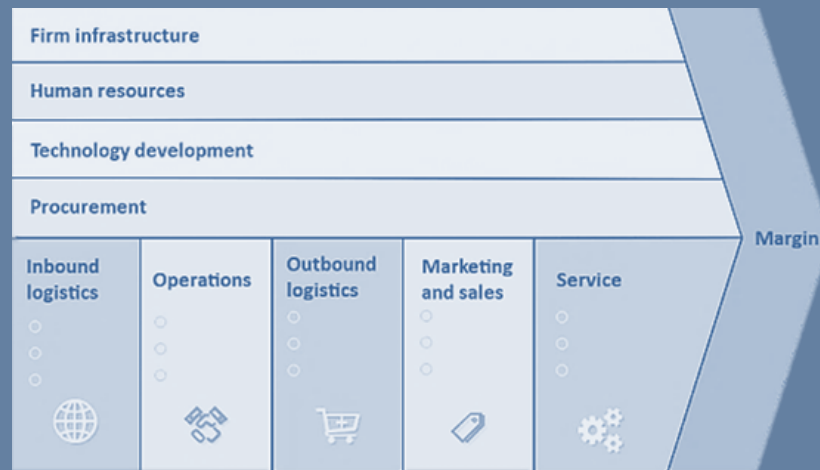 Firm infrastructure
Human resources
Technology development
Procurement
Margin
Inbound
logistics
Operations
Outbound
logistics
Marketing
and sales
Service